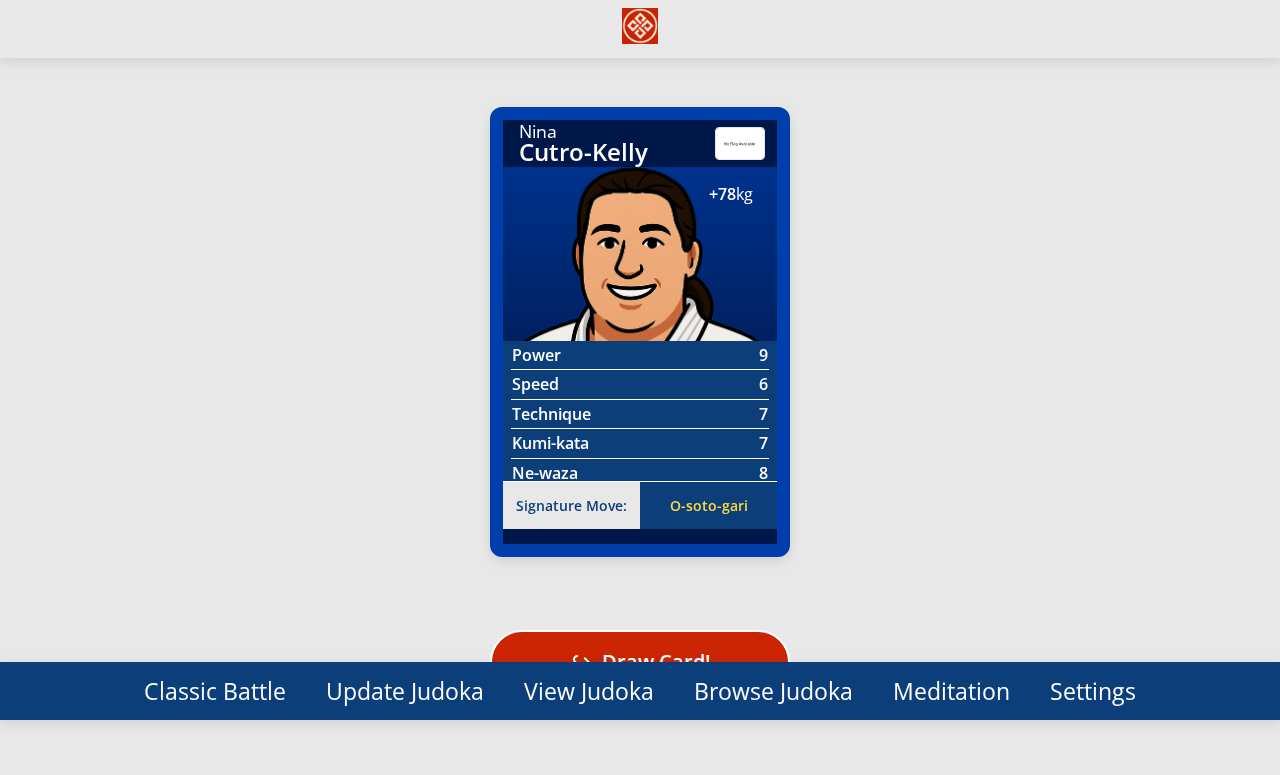 Nina
Cutro-Kelly
No Flag Available
+78kg
Power 9
Speed 6
Technique 7
Kumi-kata 7
Ne-waza 8
Signature Move: O-soto-gari
Draw Card!
Classic Battle Update Judoka View Judoka Browse Judoka Meditation Settings